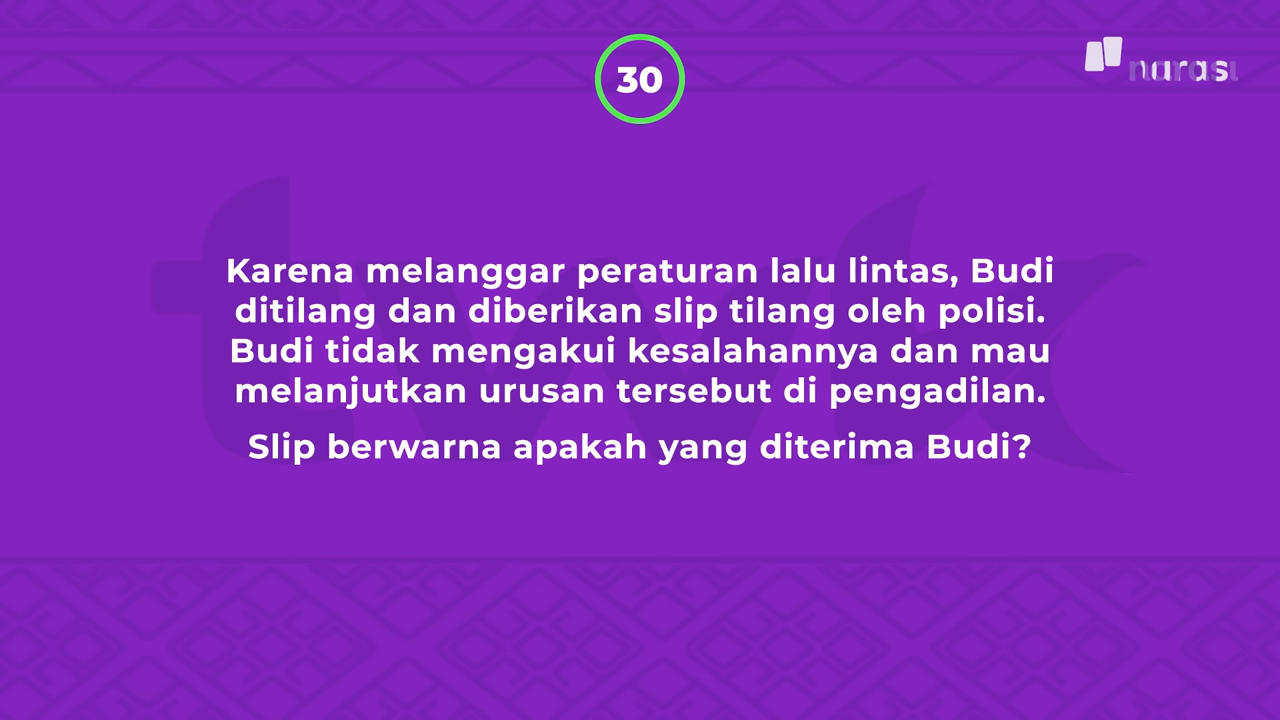 30
narasi
Karena melanggar peraturan lalu lintas, Budi
ditilang dan diberikan slip tilang oleh polisi.
Budi tidak mengakui kesalahannya dan mau
melanjutkan urusan tersebut di pengadilan.
Slip berwarna apakah yang diterima Budi?